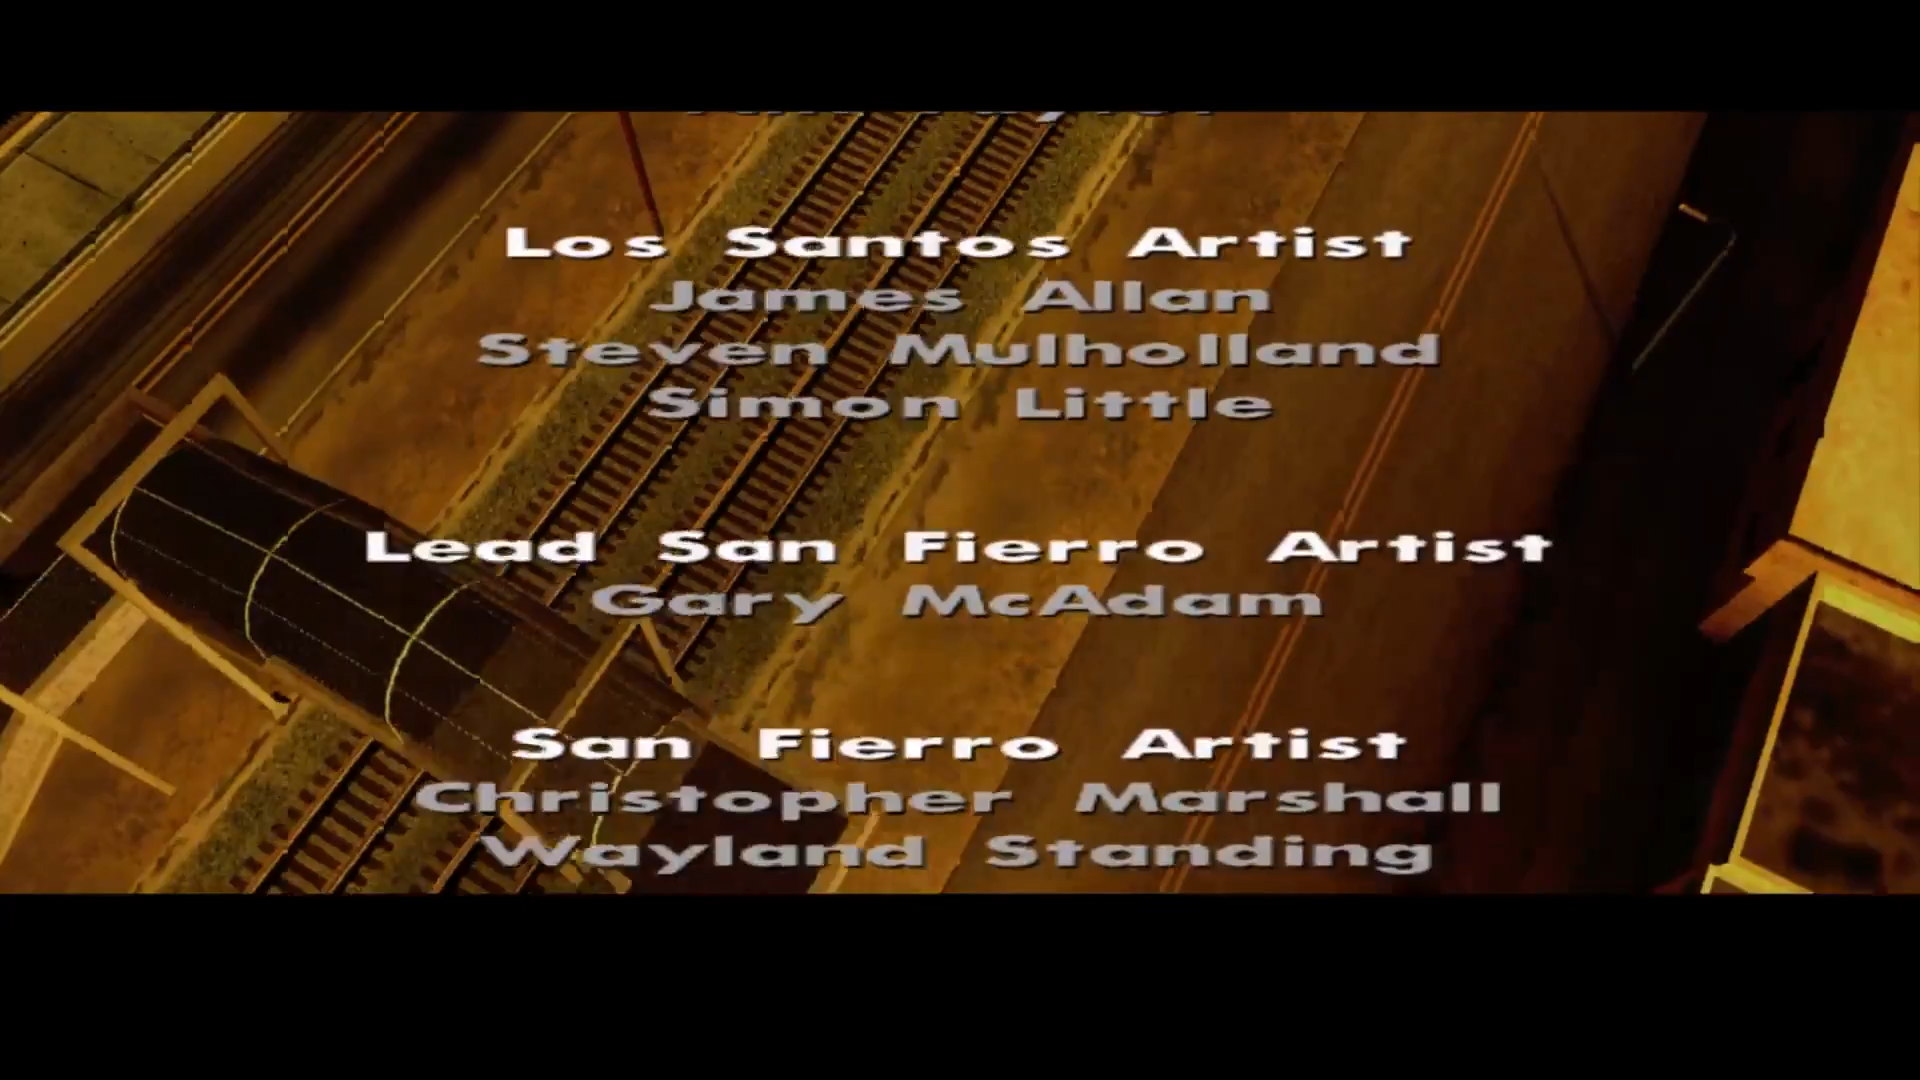 Los Santos Artist
James Allan
Steven Mulholland
Simon Little
Lead San Fierro Artist
Gary McAdam
San Fierro Artist
Christopher Marshall
Wayland Standing